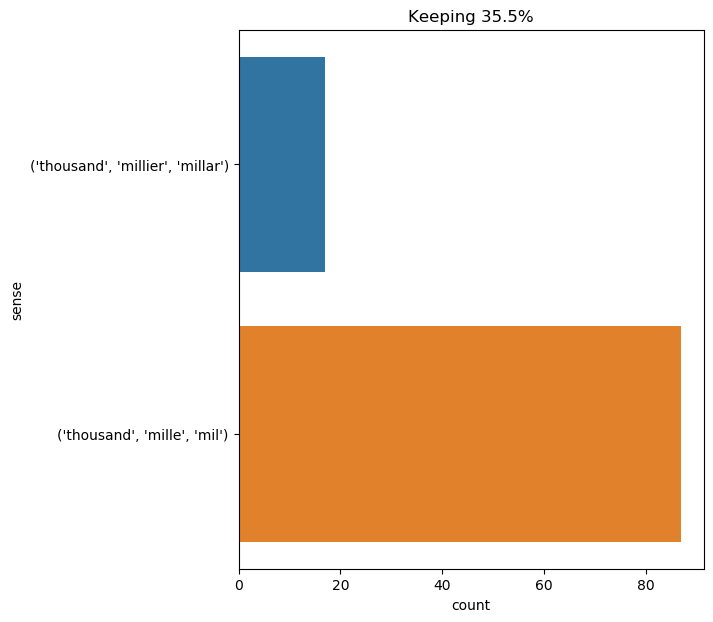 Keeping 35.5%
('thousand', 'millier', 'millar')
sense
('thousand', 'mille', 'mil')
0 20 40 60 80
count